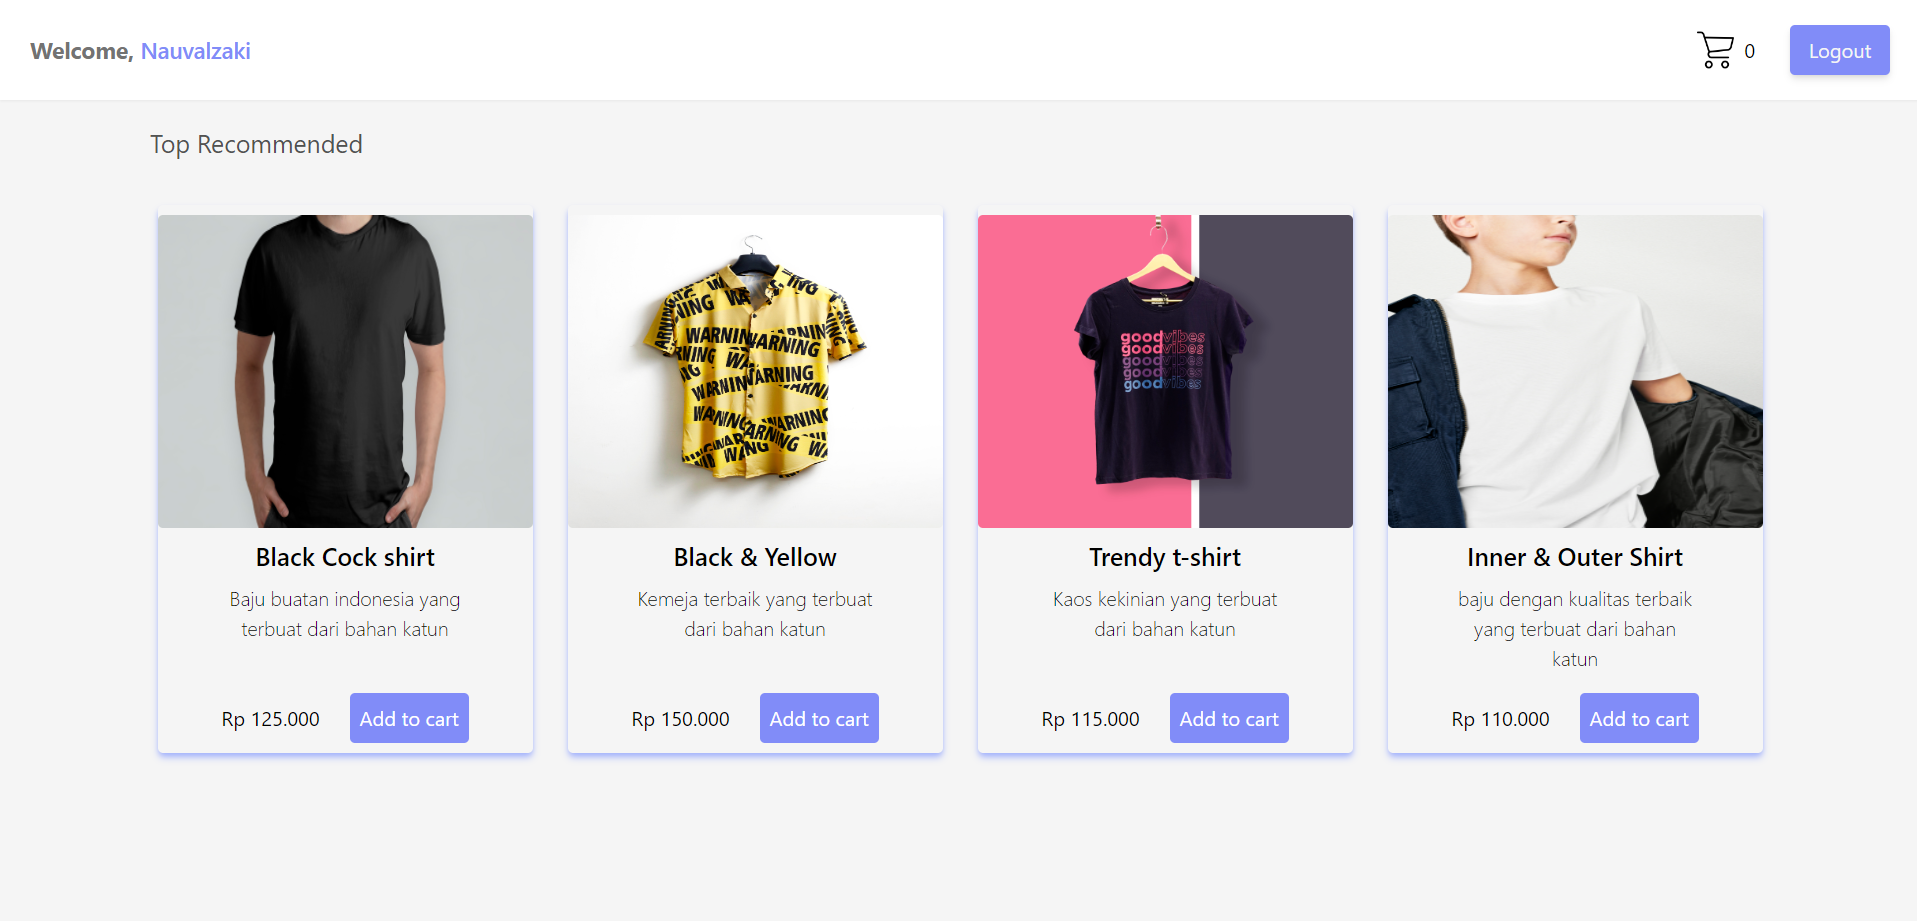 Welcome, Nauvalzaki
0
Logout
Top Recommended
WARNING
WARNING
WARNING
WARNING
WARNING
WARNING
WARNING
goodvibes
goodvibes
goodvibes
goodvibes
goodvibes
Black Cock shirt
Baju buatan indonesia yang
terbuat dari bahan katun
Rp 125.000
Add to cart
Black & Yellow
Kemeja terbaik yang terbuat
dari bahan katun
Rp 150.000
Add to cart
Trendy t-shirt
Kaos kekinian yang terbuat
dari bahan katun
Rp 115.000
Add to cart
Inner & Outer Shirt
baju dengan kualitas terbaik
yang terbuat dari bahan
katun
Rp 110.000
Add to cart